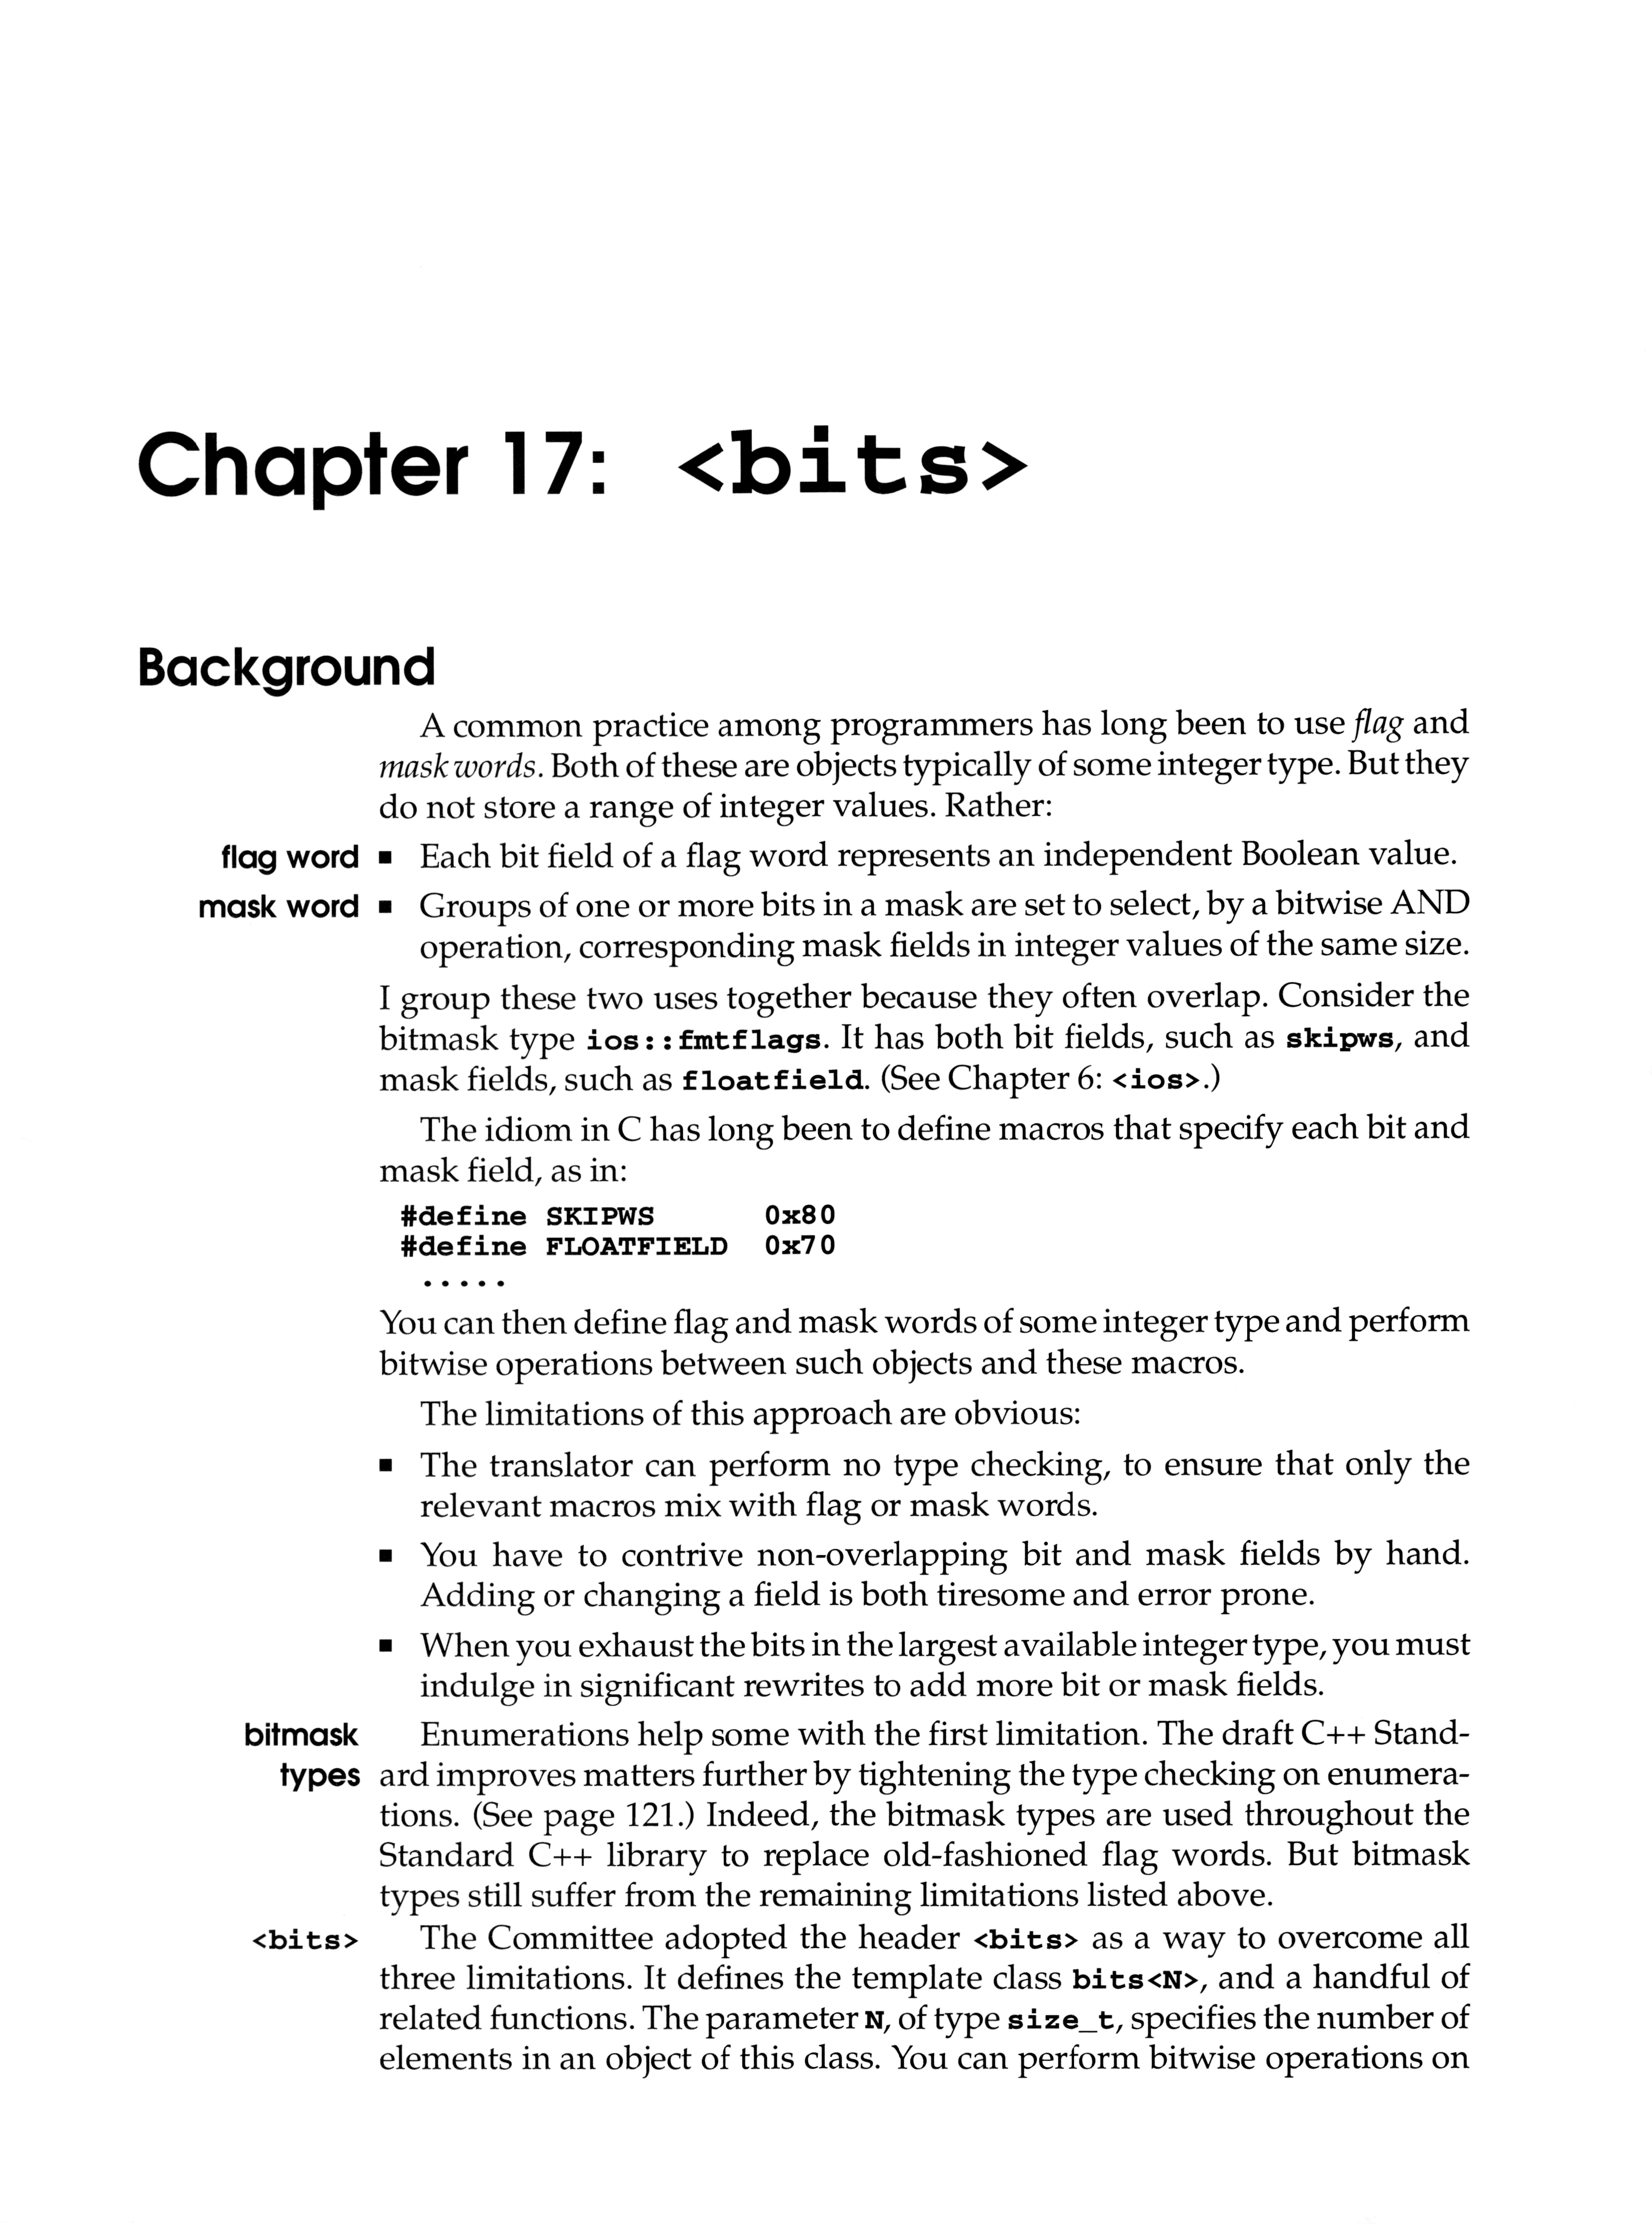 Chapter 17: <bits>
Background
A common practice among programmers has long been to use flag and
mask words. Both of these are objects typically of some integer type. But they
do not store a range of integer values. Rather:
flag word ■ Each bit field of a flag word represents an independent Boolean value.
mask word ■ Groups of one or more bits in a mask are set to select, by a bitwise AND
operation, corresponding mask fields in integer values of the same size.
I group these two uses together because they often overlap. Consider the
bitmask type ios::fmtflags. It has both bit fields, such as skipws, and
mask fields, such as floatfield. (See Chapter 6: <ios>.)
The idiom in C has long been to define macros that specify each bit and
mask field, as in:
#define SKIPWS 0x80
#define FLOATFIELD 0x70
.....
You can then define flag and mask words of some integer type and perform
bitwise operations between such objects and these macros.
The limitations of this approach are obvious:
■ The translator can perform no type checking, to ensure that only the
relevant macros mix with flag or mask words.
■ You have to contrive non-overlapping bit and mask fields by hand.
Adding or changing a field is both tiresome and error prone.
■ When you exhaust the bits in the largest available integer type, you must
indulge in significant rewrites to add more bit or mask fields.
bitmask Enumerations help some with the first limitation. The draft C++ Stand-
types ard improves matters further by tightening the type checking on enumera-
tions. (See page 121.) Indeed, the bitmask types are used throughout the
Standard C++ library to replace old-fashioned flag words. But bitmask
types still suffer from the remaining limitations listed above.
<bits> The Committee adopted the header <bits> as a way to overcome all
three limitations. It defines the template class bits<N>, and a handful of
related functions. The parameter N, of type size_t, specifies the number of
elements in an object of this class. You can perform bitwise operations on